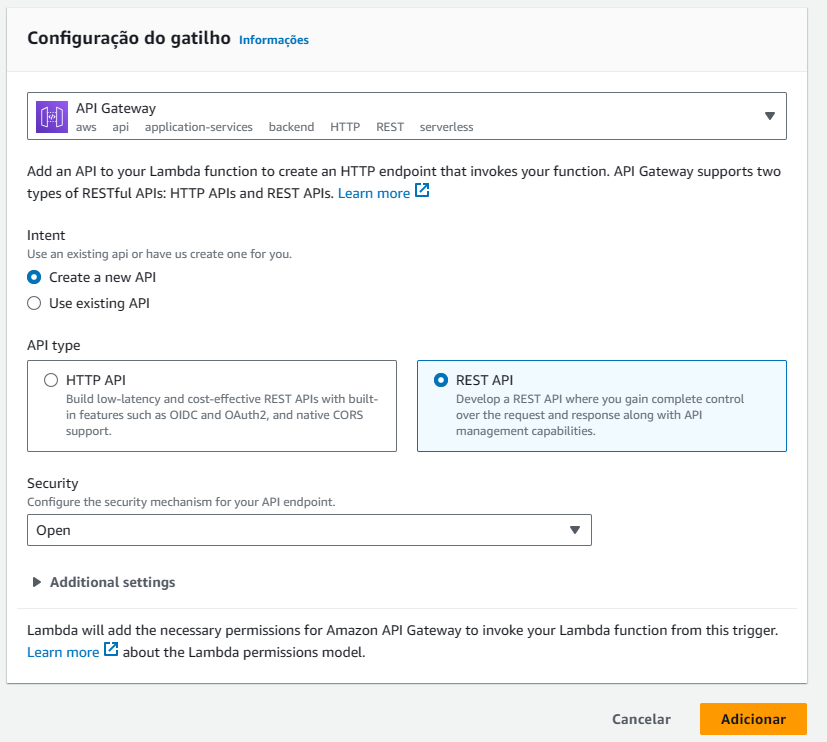 Configuração do gatilho Informações
API Gateway
aws api application-services backend HTTP REST serverless
Add an API to your Lambda function to create an HTTP endpoint that invokes your function. API Gateway supports two
types of RESTful APIs: HTTP APIs and REST APIs. Learn more
Intent
Use an existing api or have us create one for you.
Create a new API
Use existing API
API type
HTTP API
Build low-latency and cost-effective REST APIs with built-
in features such as OIDC and OAuth2, and native CORS
support.
REST API
Develop a REST API where you gain complete control
over the request and response along with API
management capabilities.
Security
Configure the security mechanism for your API endpoint.
Open
Additional settings
Lambda will add the necessary permissions for Amazon API Gateway to invoke your Lambda function from this trigger.
Learn more about the Lambda permissions model.
Cancelar Adicionar